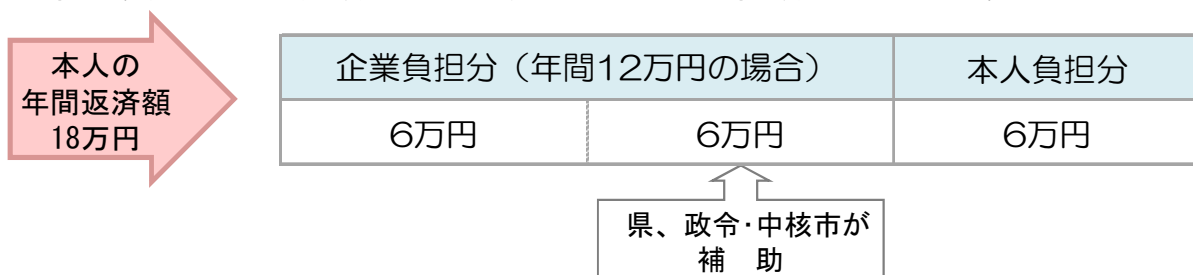 本人の
年間返済額
18万円
企業負担分（年間12万円の場合）
本人負担分
6万円
6万円
6万円
県、政令・中核市が
補　助